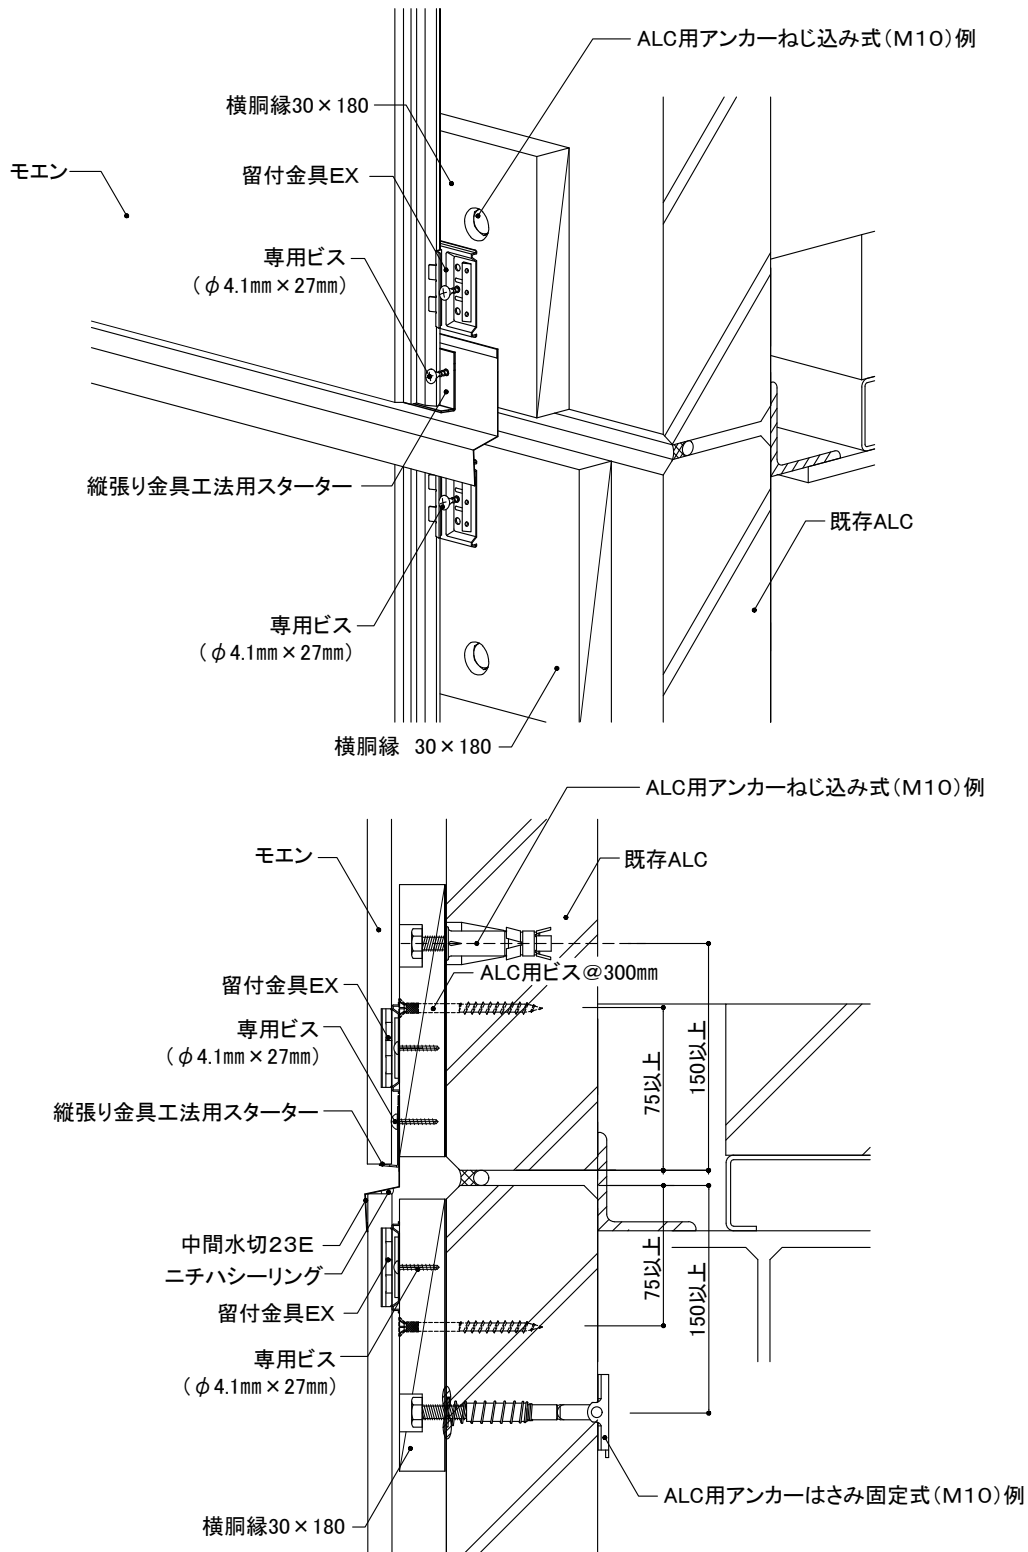 ALC用アンカーねじ込み式（Ｍ１０）例
横胴縁30×180
モエン
留付金具EX
専用ビス
（φ4.1mm×27mm）
縦張り金具工法用スターター
既存ALC
専用ビス
（φ4.1mm×27mm）
横胴縁　30×180
ALC用アンカーねじ込み式（Ｍ１０）例
モエン
既存ALC
ALC用ビス＠300mm
留付金具EX
専用ビス
（φ4.1mm×27mm）
75以上
150以上
縦張り金具工法用スターター
中間水切２３Ｅ
ニチハシーリング
留付金具EX
75以上
150以上
専用ビス
（φ4.1mm×27mm）
ALC用アンカーはさみ固定式（Ｍ１０）例
横胴縁30×180